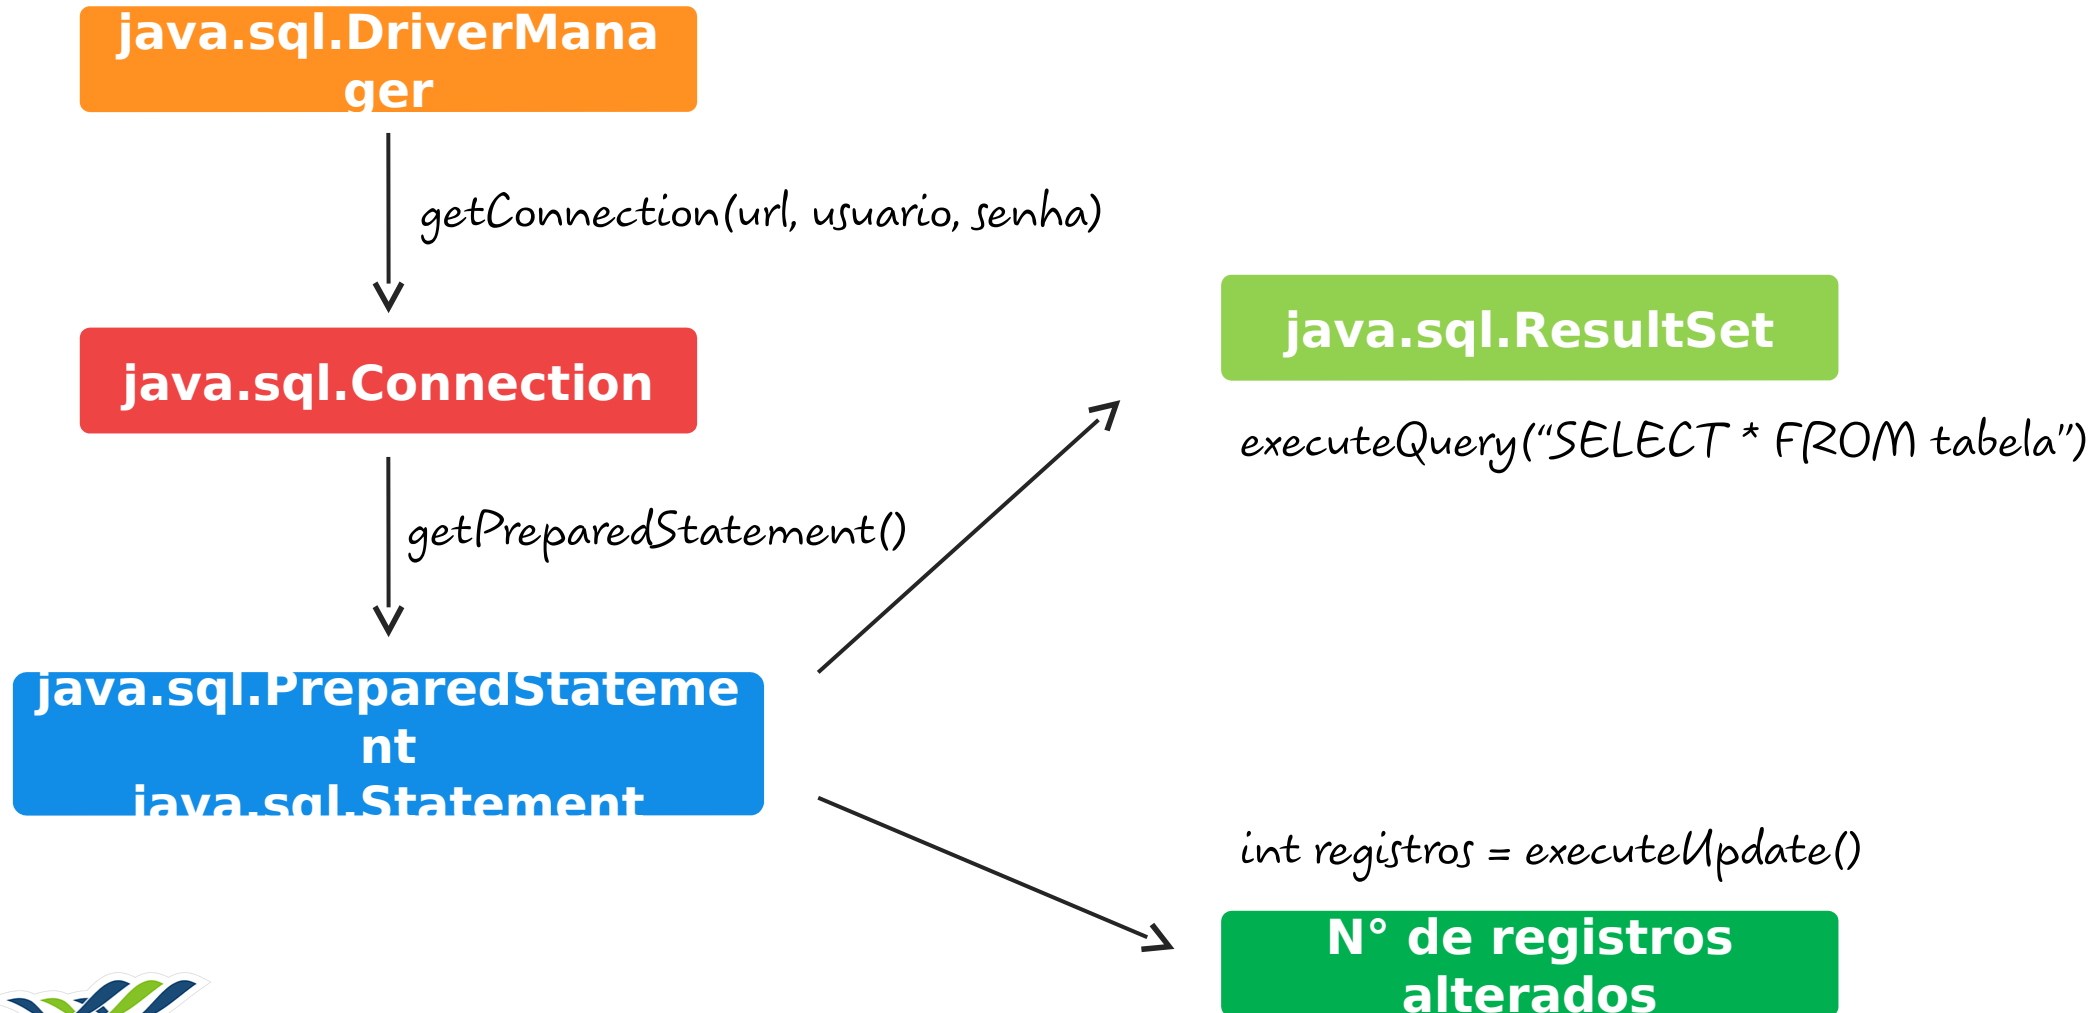 java.sql.DriverMana
ger
getConnection(url, usuario, senha)
java.sql.Connection
getPreparedStatement()
java.sql.PreparedStateme
nt
java.sql.Statement
java.sql.ResultSet
executeQuery(“SELECT * FROM tabela”)
int registros = executeUpdate()
N° de registros
alterados